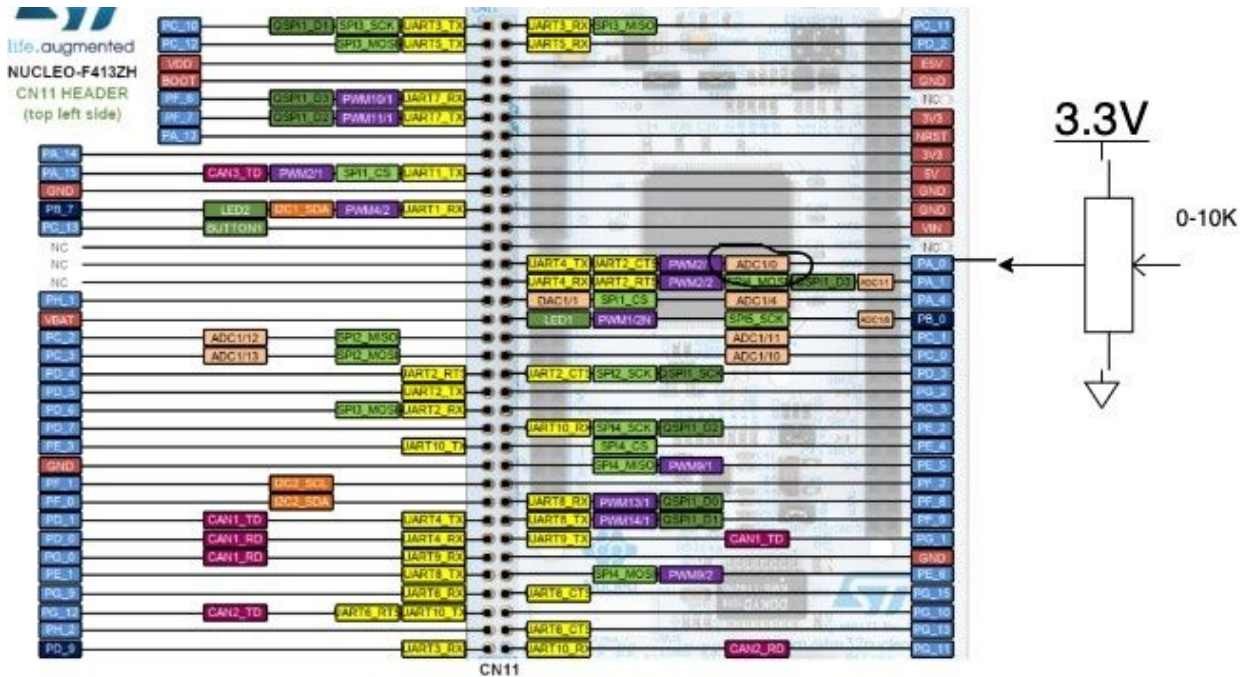 life.augmented
NUCLEO-F413ZH
CN11 HEADER
(top left side)
PC_10 QSPI1_D1 SPI3_SCK UART3_TX UART3_RX SPI3_MISO PC_11
PC_12 SPI3_MOSI UART5_TX UART5_RX PD_2
VDD E5V
BOOT GND
PF_6 QSPI1_D3 PWM10/1 UART7_RX NC
PF_7 QSPI1_D2 PWM11/1 UART7_TX 3V3
PA_13 NRST
PA_14 3V3
PA_15 CAN3_TD PWM2/1 SPI1_CS UART1_TX 5V
GND GND
PB_7 LED2 I2C1_SDA PWM4/2 UART1_RX GND
PC_13 BUTTON1 VIN
NC NC
NC UART4_TX UART2_CTS PWM2/ ADC1/0 PA_0
NC UART4_RX UART2_RTS PWM2/2 SPI4_MOSI QSPI1_D3 ADC1/1 PA_1
PH_1 DAC1/1 SPI1_CS ADC1/4 PA_4
VBAT LED1 PWM1/2N SPI5_SCK PB_0
PC_2 ADC1/12 SPI2_MISO ADC1/11 PC_1
PC_3 ADC1/13 SPI2_MOSI ADC1/10 PC_0
PD_4 UART2_RTS UART2_CTS SPI2_SCK QSPI1_SCK PD_3
PD_5 UART2_TX PG_2
PD_6 SPI3_MOSI UART2_RX PG_3
PD_7 UART10_RX SPI4_SCK QSPI1_D2 PE_2
PE_3 UART10_TX SPI4_CS PE_4
GND SPI4_MISO PWM9/1 PE_5
PF_1 I2C2_SCL PF_2
PF_0 I2C2_SDA UART8_RX PWM13/1 QSPI1_D0 PF_8
PD_1 CAN1_TD UART4_TX UART8_TX PWM14/1 QSPI1_D1 PF_9
PD_0 CAN1_RD UART4_RX UART9_TX CAN1_TD PG_1
PG_0 CAN1_RD UART9_RX GND
PE_1 UART8_TX SPI4_MOSI PWM9/2 PE_6
PG_9 UART6_RX UART6_CTS PG_15
PG_12 CAN2_TD UART6_RTS UART10_TX PG_10
PH_2 UART6_CTS PG_13
PD_9 UART3_RX UART10_RX CAN2_RD PG_11
CN11
3.3V
0-10K